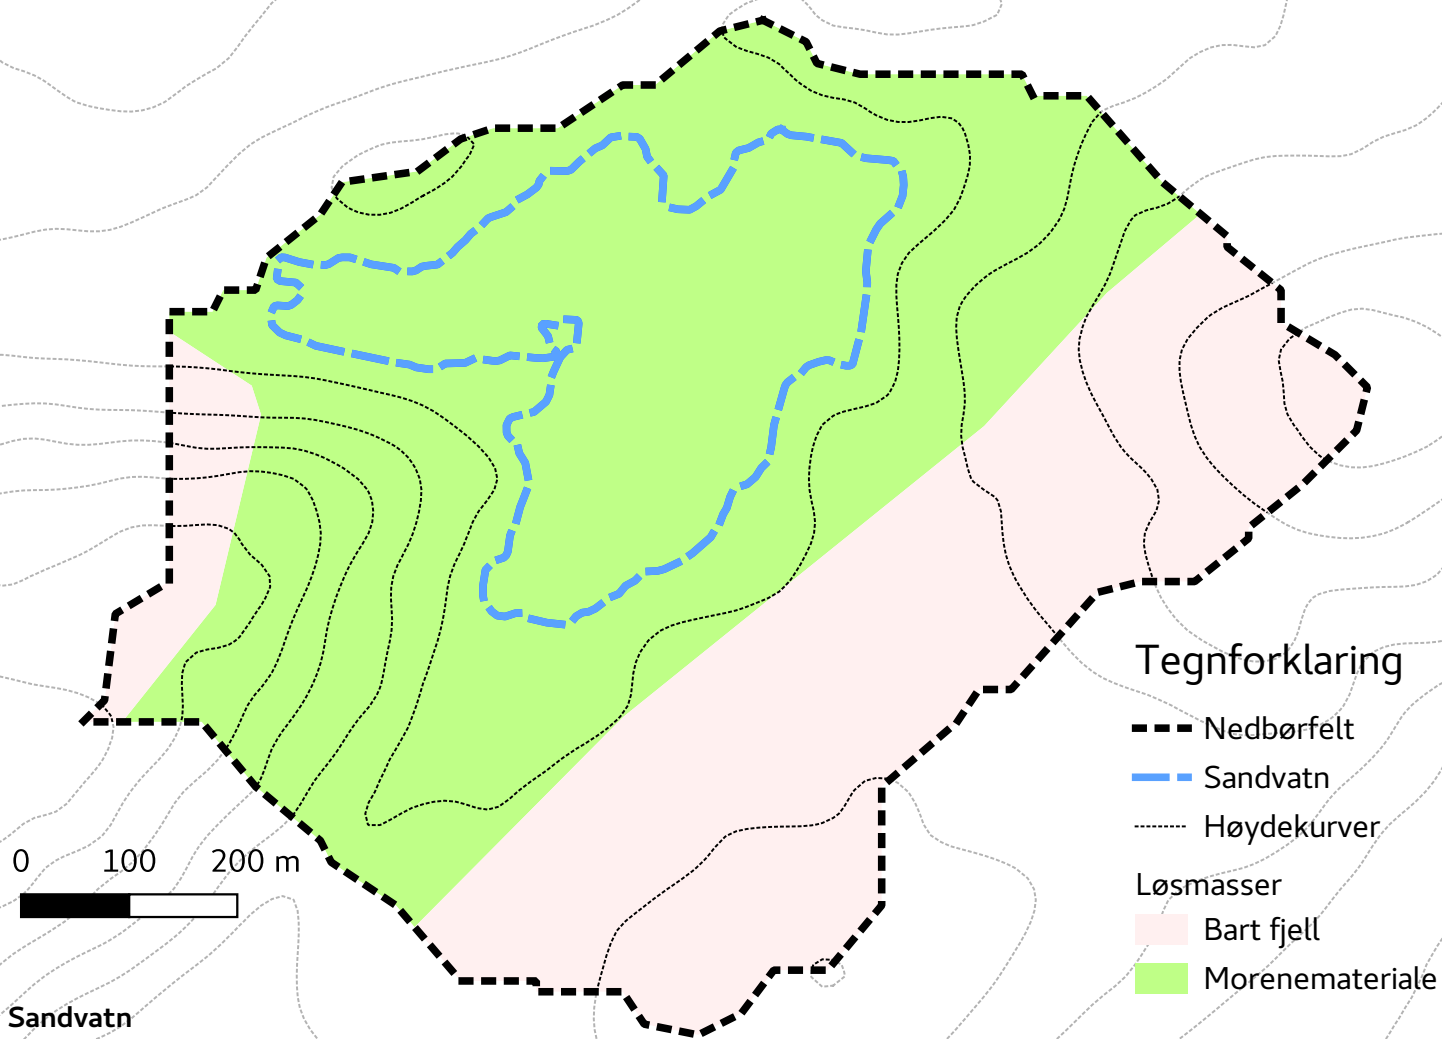 Tegnforklaring
Nedbørfelt
Sandvatn
Høydekurver
Løsmasser
Bart fjell
Morenemateriale
0 100 200 m
Sandvatn